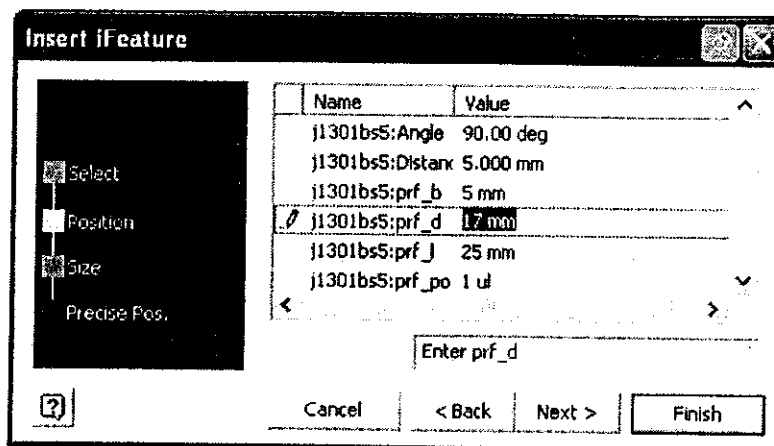 Insert iFeature
Select
Position
Size
Precise Pos.
Name Value
j1301bs5:Angle 90.00 deg
j1301bs5:Distanc 5.000 mm
j1301bs5:prf_b 5 mm
j1301bs5:prf_d 17 mm
j1301bs5:prf_l 25 mm
j1301bs5:prf_po 1 ul
Enter prf_d
Cancel < Back Next > Finish